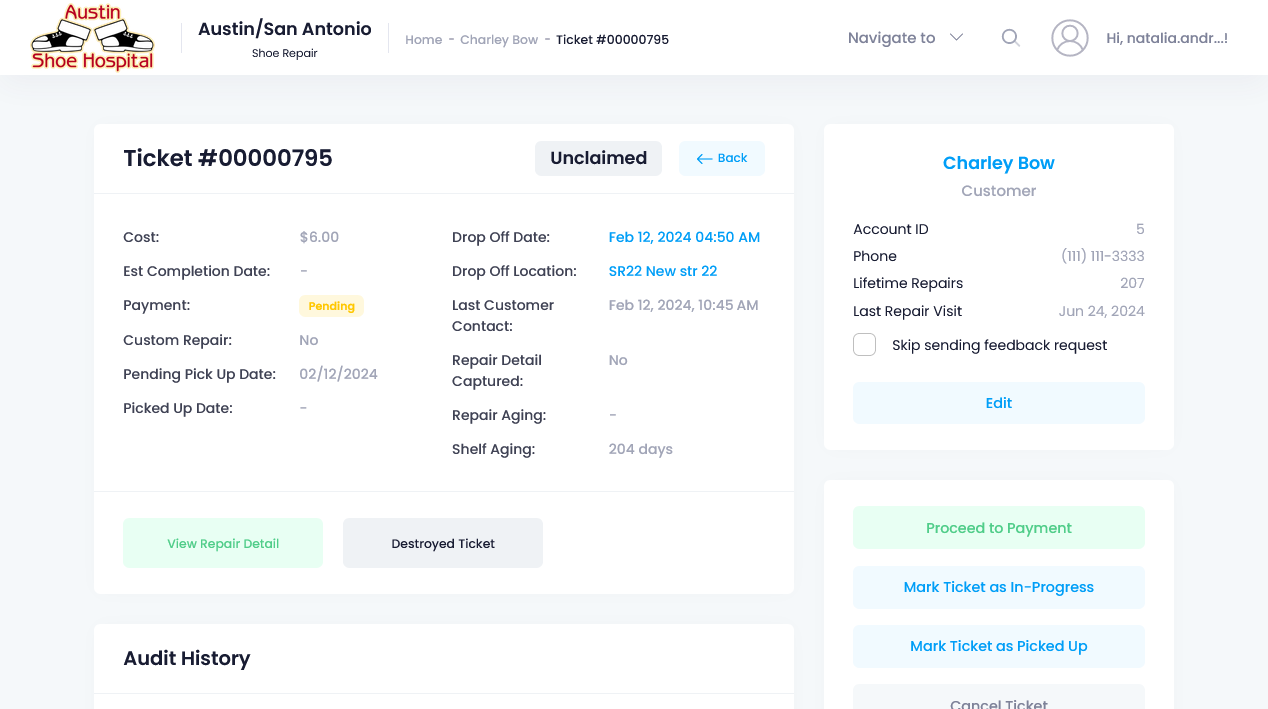 Austin
Shoe Hospital
Austin/San Antonio
Shoe Repair
Home - Charley Bow - Ticket #00000795
Navigate to
Hi, natalia.andr...!
Ticket #00000795
Unclaimed
Back
Cost: $6.00
Est Completion Date: -
Payment: Pending
Custom Repair: No
Pending Pick Up Date: 02/12/2024
Picked Up Date: -
Drop Off Date: Feb 12, 2024 04:50 AM
Drop Off Location: SR22 New str 22
Last Customer Contact: Feb 12, 2024, 10:45 AM
Repair Detail Captured: No
Repair Aging: -
Shelf Aging: 204 days
View Repair Detail
Destroyed Ticket
Audit History
Charley Bow
Customer
Account ID 5
Phone (111) 111-3333
Lifetime Repairs 207
Last Repair Visit Jun 24, 2024
Skip sending feedback request
Edit
Proceed to Payment
Mark Ticket as In-Progress
Mark Ticket as Picked Up
Cancel Ticket